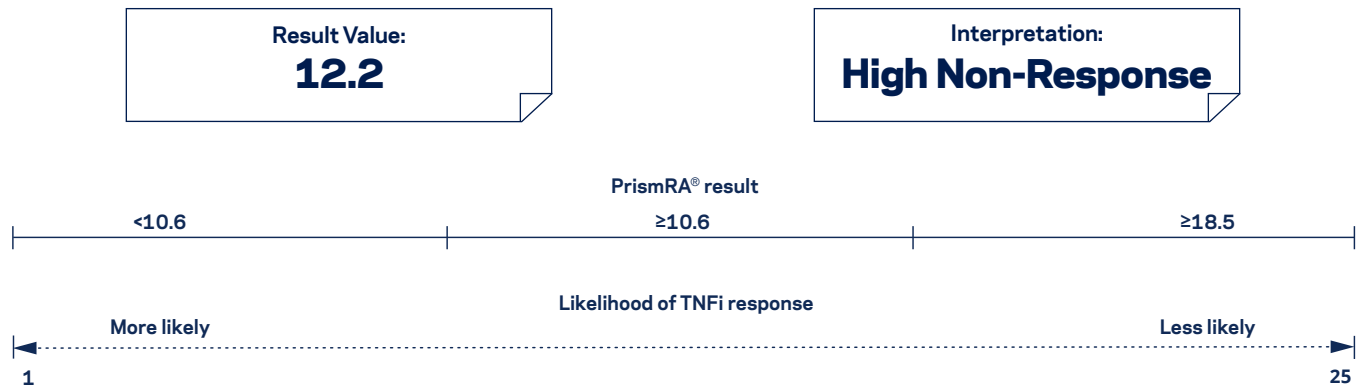 Result Value:
12.2
Interpretation:
High Non-Response
PrismRA® result
<10.6 ≥10.6 ≥18.5
Likelihood of TNFi response
More likely Less likely
1 25